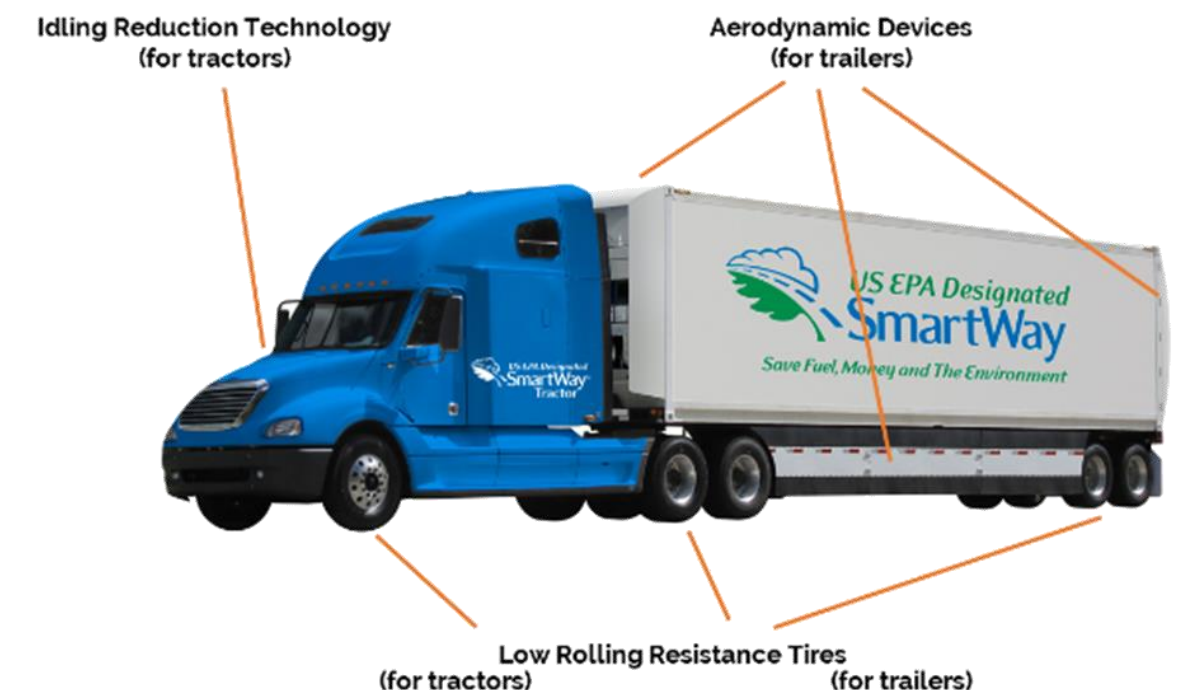 Idling Reduction Technology
(for tractors)
Aerodynamic Devices
(for trailers)
US EPA Designated
SmartWay
Save Fuel, Money and The Environment
US EPA Designated
SmartWay
Tractor
Low Rolling Resistance Tires
(for tractors)
(for trailers)